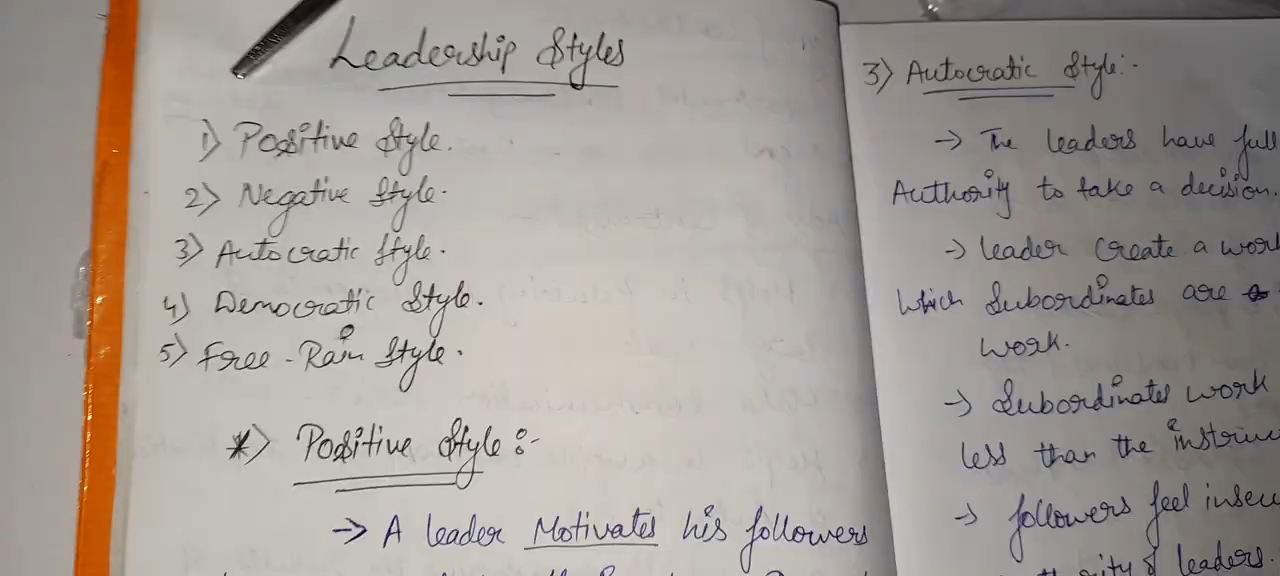 Leadership Styles
1) Positive Style.
2) Negative Style.
3) Autocratic Style.
4) Democratic Style.
5) Free-Rain Style.
*) Positive Style:-
→ A leader Motivates his followers
3) Autocratic Style:-
→ The leaders have full
Authority to take a decision.
→ leader create a work
Which Subordinates are
work.
→ Subordinates work
less than the
→ followers feel
of leaders.